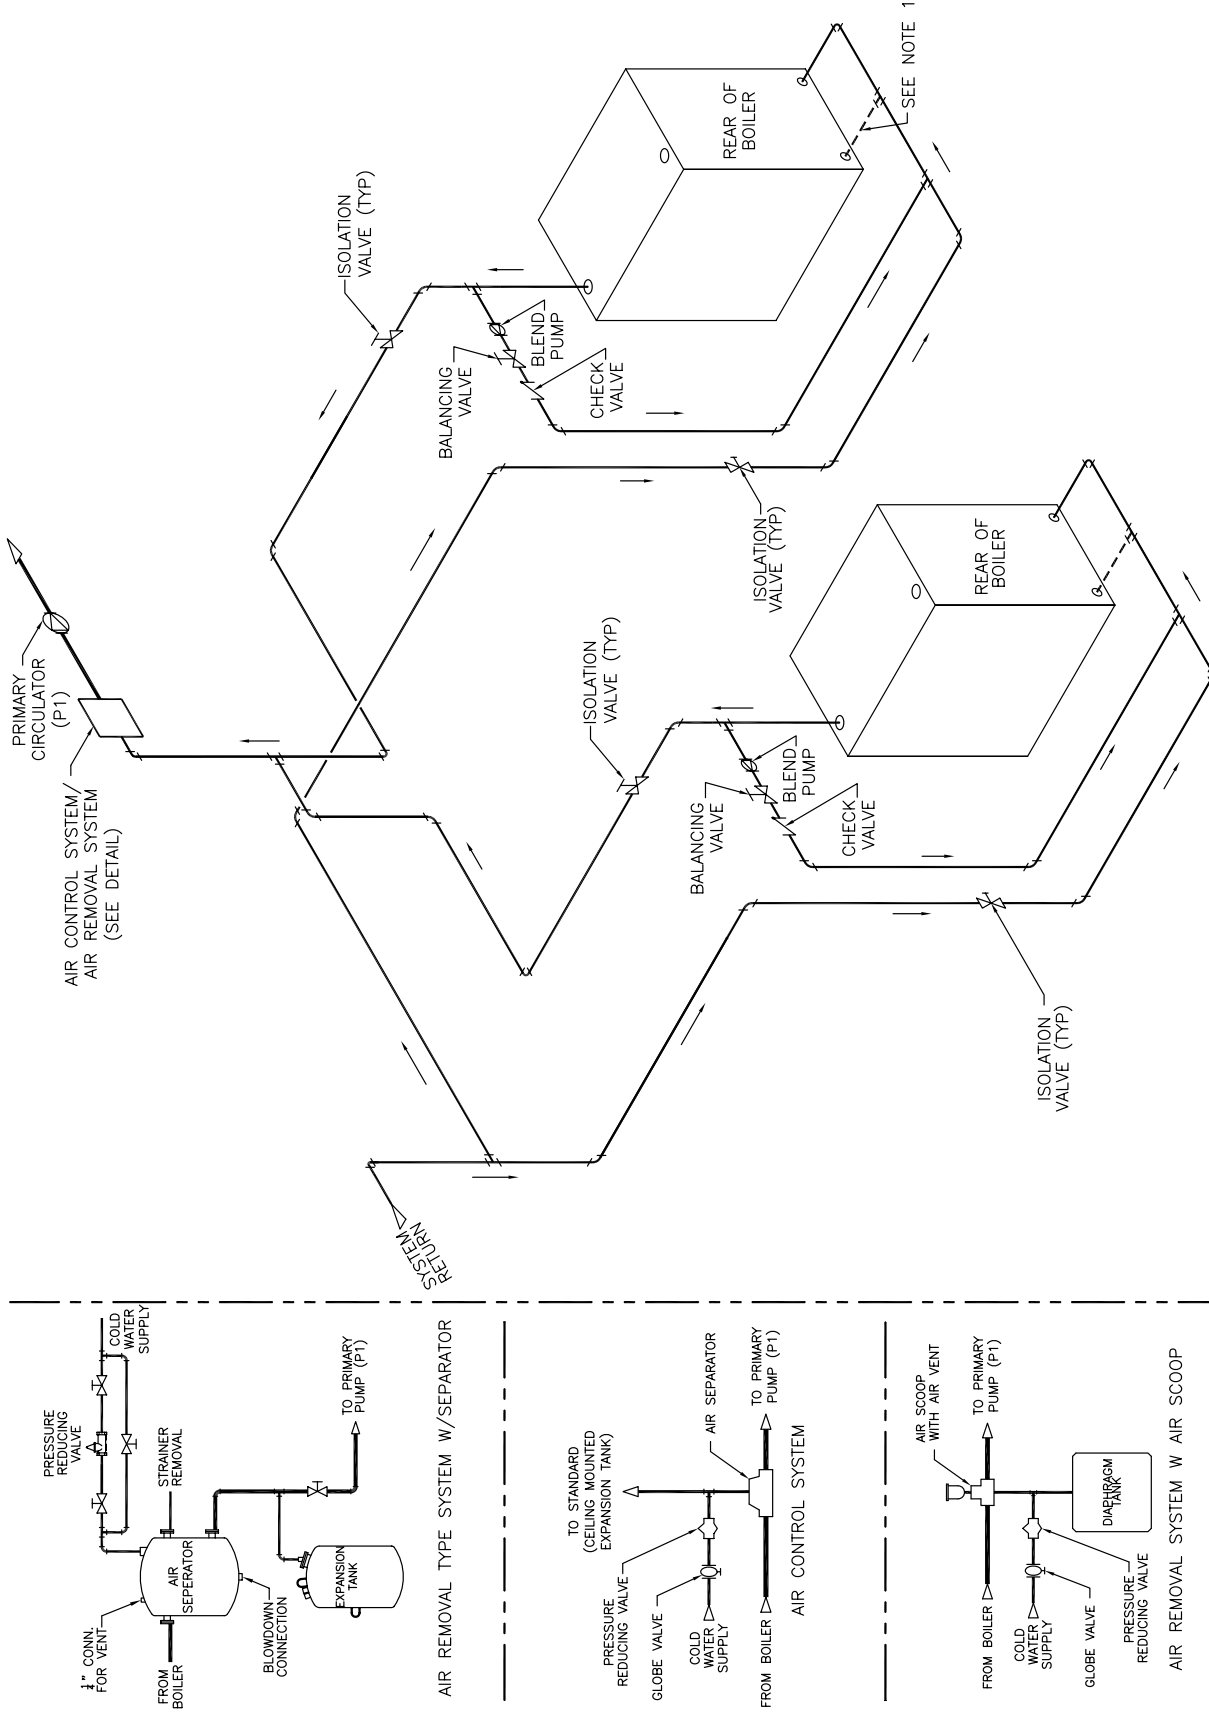 PRIMARY
CIRCULATOR
(P1)
AIR CONTROL SYSTEM/
AIR REMOVAL SYSTEM
(SEE DETAIL)
ISOLATION
VALVE (TYP)
BALANCING
VALVE
BLEND
PUMP
CHECK
VALVE
REAR OF
BOILER
SEE NOTE 1
ISOLATION
VALVE (TYP)
ISOLATION
VALVE (TYP)
BALANCING
VALVE
BLEND
PUMP
CHECK
VALVE
REAR OF
BOILER
ISOLATION
VALVE (TYP)
SYSTEM
RETURN
PRESSURE
REDUCING
VALVE
COLD
WATER
SUPPLY
STRAINER
REMOVAL
CONN.
FOR VENT
AIR
SEPERATOR
FROM
BOILER
BLOWDOWN
CONNECTION
EXPANSION
TANK
TO PRIMARY
PUMP (P1)
AIR REMOVAL TYPE SYSTEM W/SEPARATOR
TO STANDARD
(CEILING MOUNTED
EXPANSION TANK)
PRESSURE
REDUCING VALVE
GLOBE VALVE
COLD
WATER
SUPPLY
FROM BOILER
AIR SEPARATOR
TO PRIMARY
PUMP (P1)
AIR CONTROL SYSTEM
AIR SCOOP
WITH AIR VENT
TO PRIMARY
PUMP (P1)
FROM BOILER
COLD
WATER
SUPPLY
GLOBE VALVE
PRESSURE
REDUCING VALVE
DIAPHRAGM
TANK
AIR REMOVAL SYSTEM W AIR SCOOP